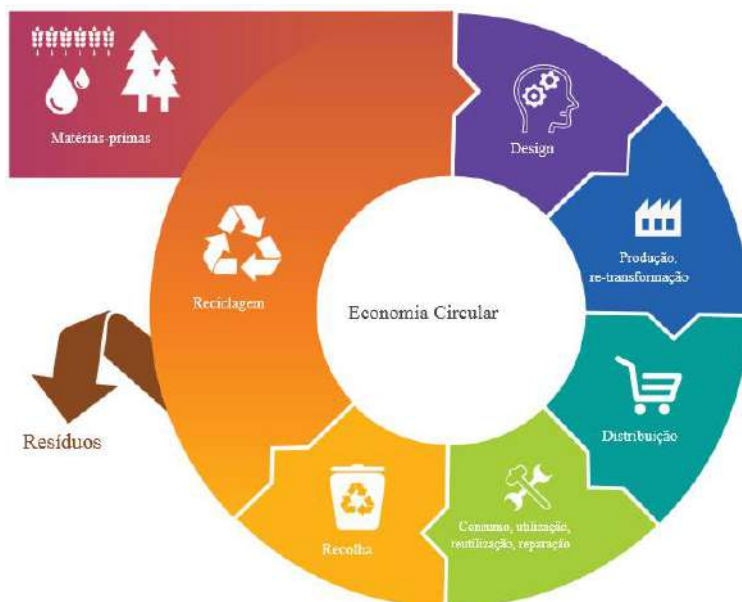 Matérias-primas
Design
Produção,
re-transformação
Reciclagem
Economia Circular
Distribuição
Resíduos
Consumo, utilização,
reutilização, reparação
Recolha